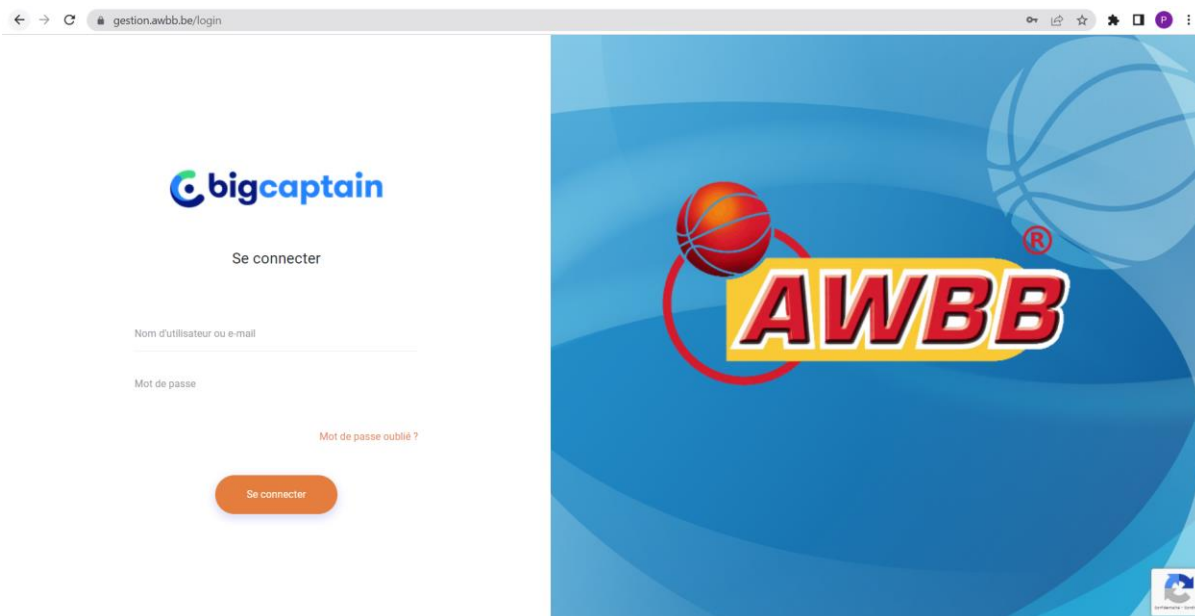 gestion.awbb.be/login
P
bigcaptain
Se connecter
Nom d'utilisateur ou e-mail
Mot de passe
Mot de passe oublié ?
Se connecter
AWBB
®